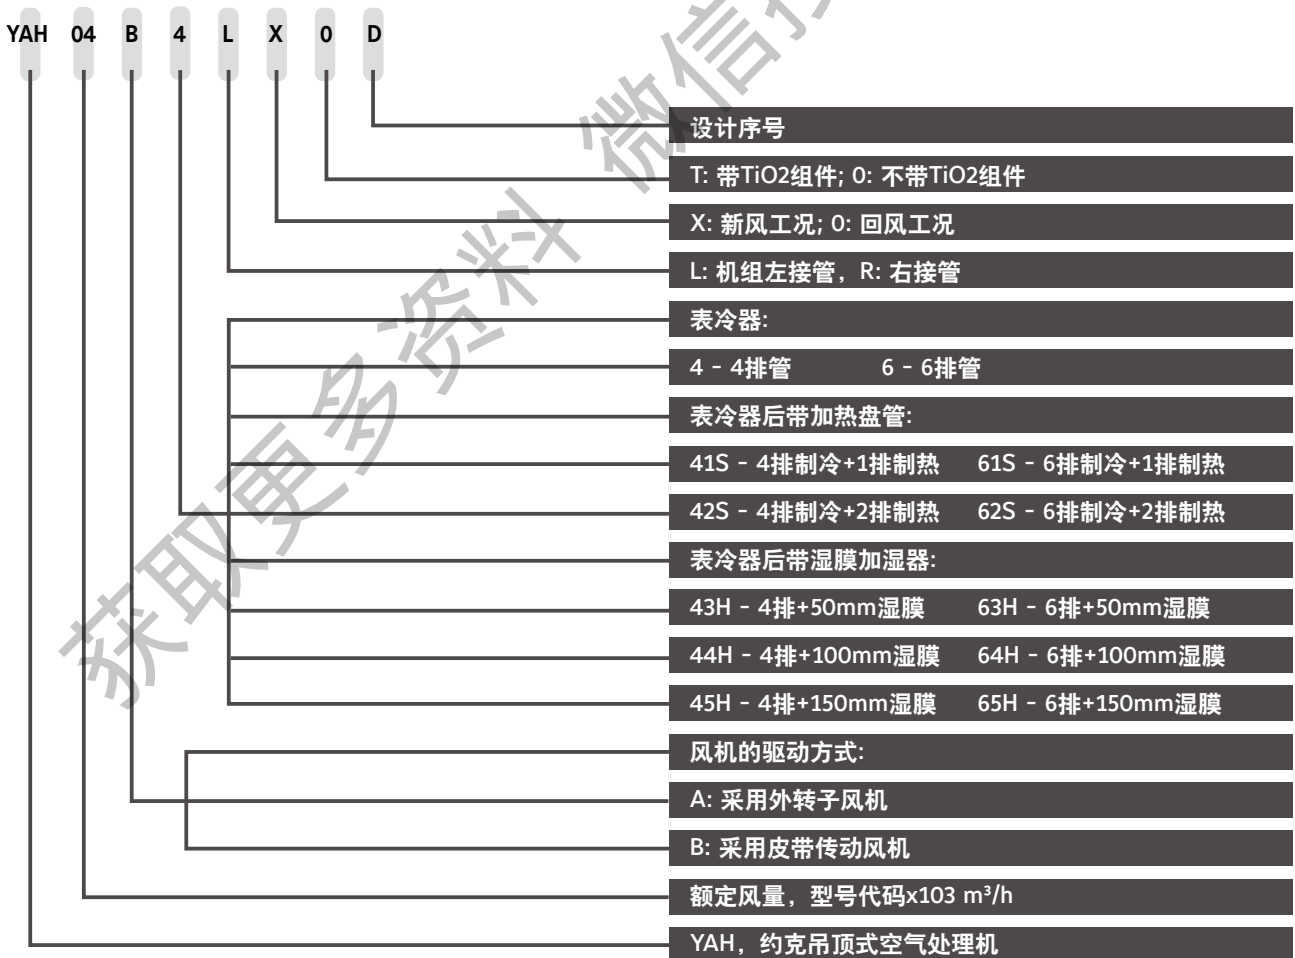 YAH 04 B 4 L X 0 D
设计序号
T: 带TiO2组件; 0: 不带TiO2组件
X: 新风工况; 0: 回风工况
L: 机组左接管，R: 右接管
表冷器:
4 - 4排管 6 - 6排管
表冷器后带加热盘管:
41S - 4排制冷+1排制热 61S - 6排制冷+1排制热
42S - 4排制冷+2排制热 62S - 6排制冷+2排制热
表冷器后带湿膜加湿器:
43H - 4排+50mm湿膜 63H - 6排+50mm湿膜
44H - 4排+100mm湿膜 64H - 6排+100mm湿膜
45H - 4排+150mm湿膜 65H - 6排+150mm湿膜
风机的驱动方式:
A: 采用外转子风机
B: 采用皮带传动风机
额定风量，型号代码x103 m³/h
YAH，约克吊顶式空气处理机
获取更多资料 微信